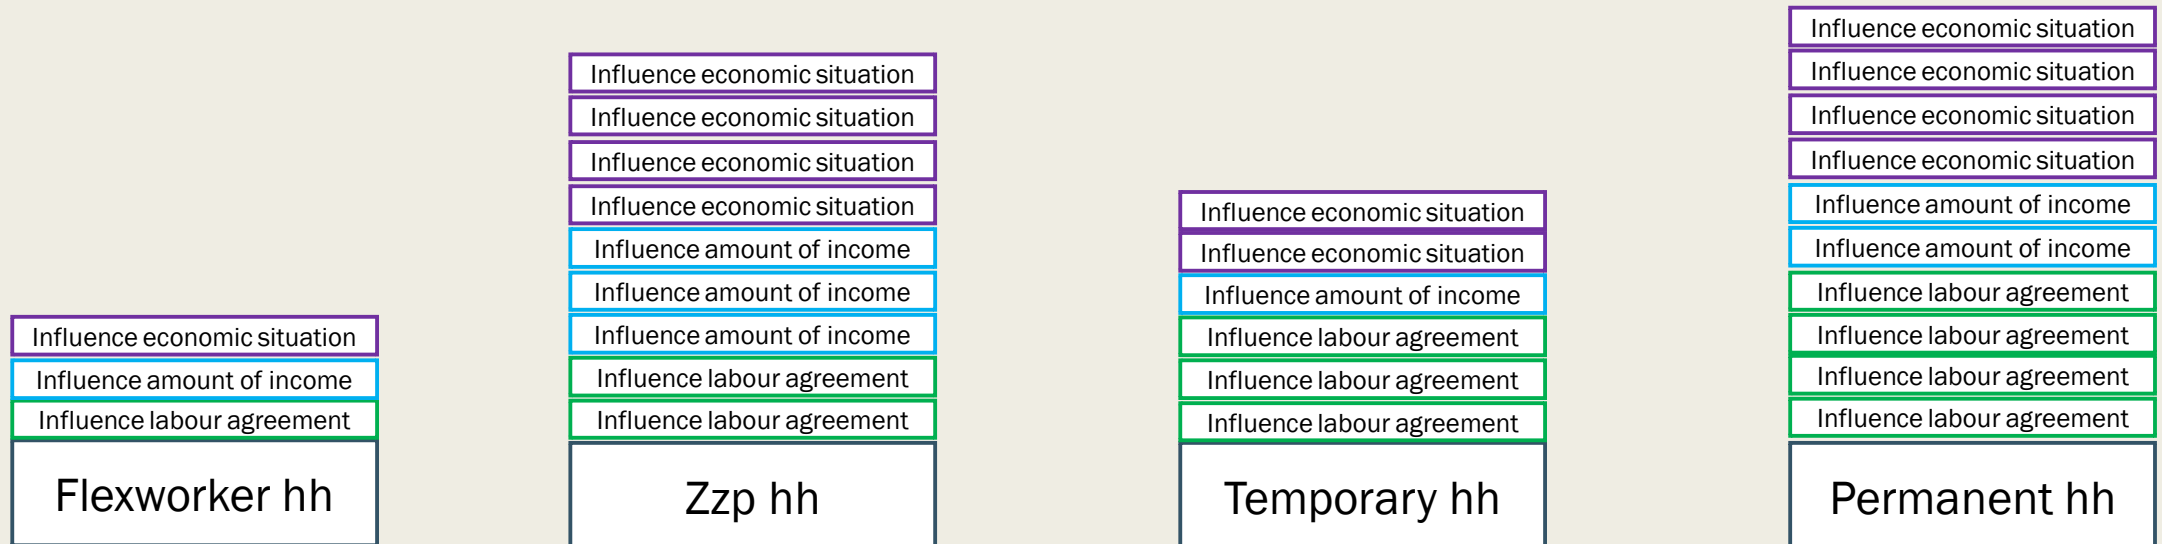 Influence economic situation
Influence amount of income
Influence labour agreement
Flexworker hh
Influence economic situation
Influence economic situation
Influence economic situation
Influence economic situation
Influence amount of income
Influence amount of income
Influence amount of income
Influence labour agreement
Influence labour agreement
Zzp hh
Influence economic situation
Influence economic situation
Influence amount of income
Influence labour agreement
Influence labour agreement
Influence labour agreement
Temporary hh
Influence economic situation
Influence economic situation
Influence economic situation
Influence economic situation
Influence amount of income
Influence amount of income
Influence labour agreement
Influence labour agreement
Influence labour agreement
Influence labour agreement
Permanent hh